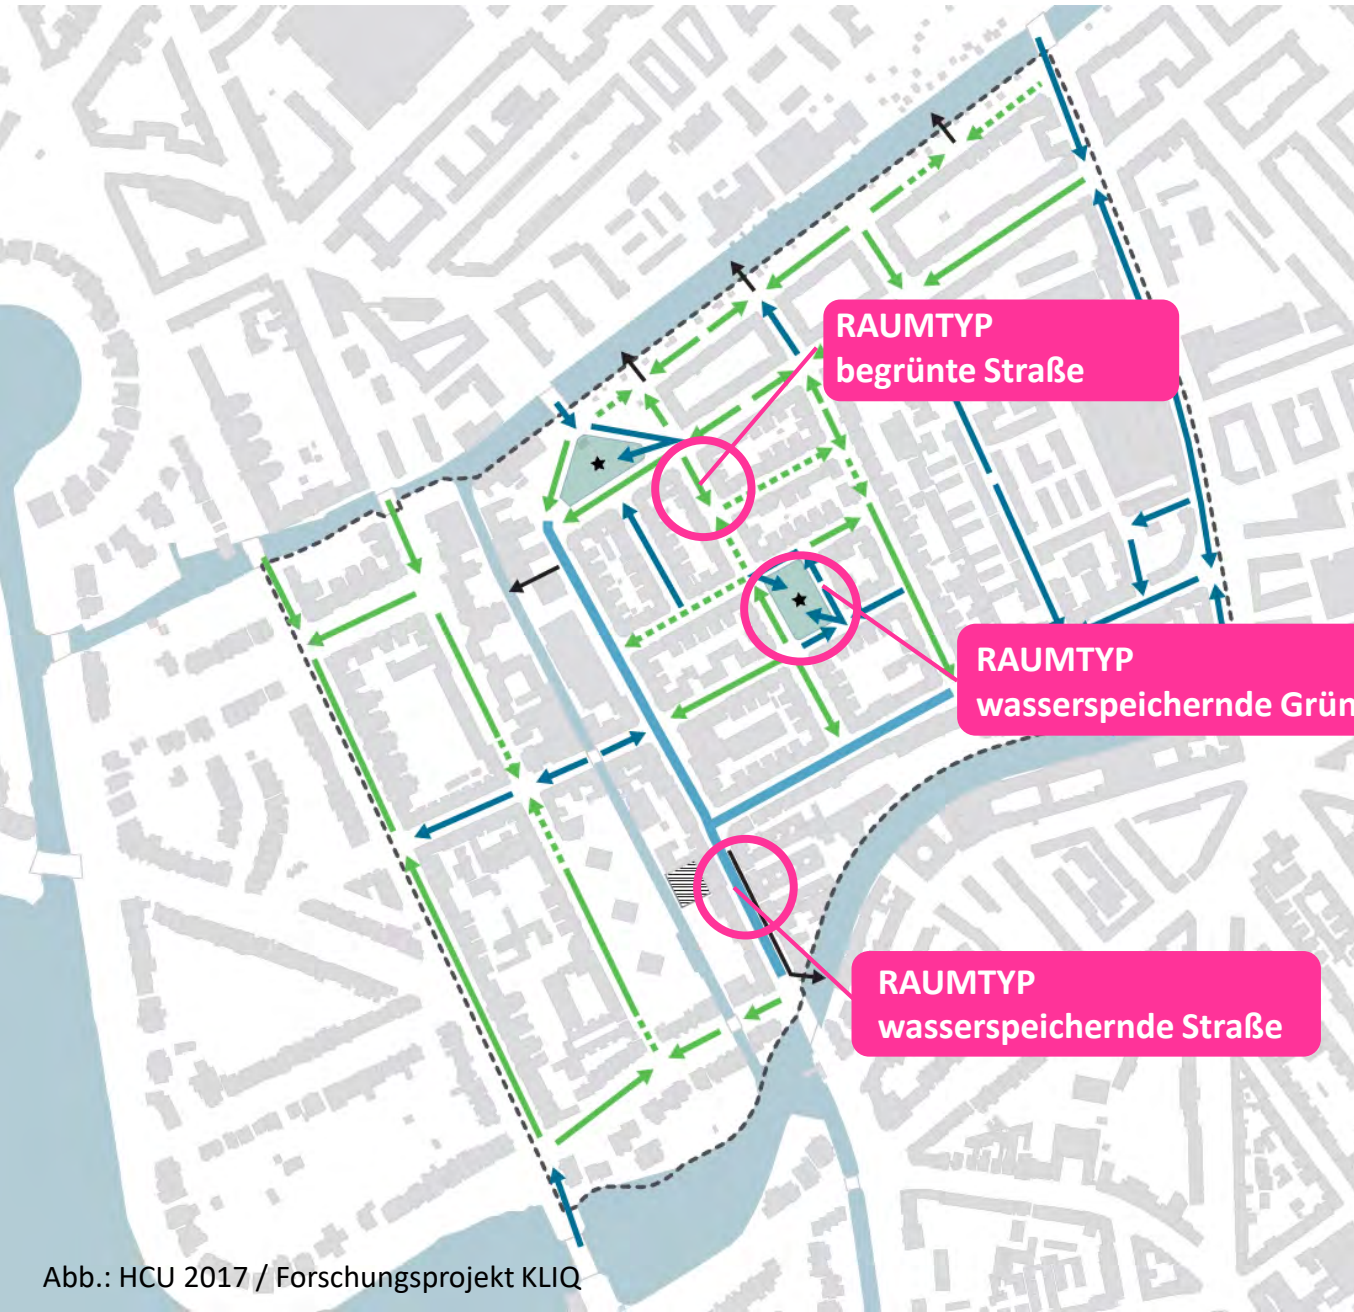 RAUMTYP
begrünte Straße
RAUMTYP
wasserspeichernde Grün
RAUMTYP
wasserspeichernde Straße
Abb.: HCU 2017 / Forschungsprojekt KLIQ